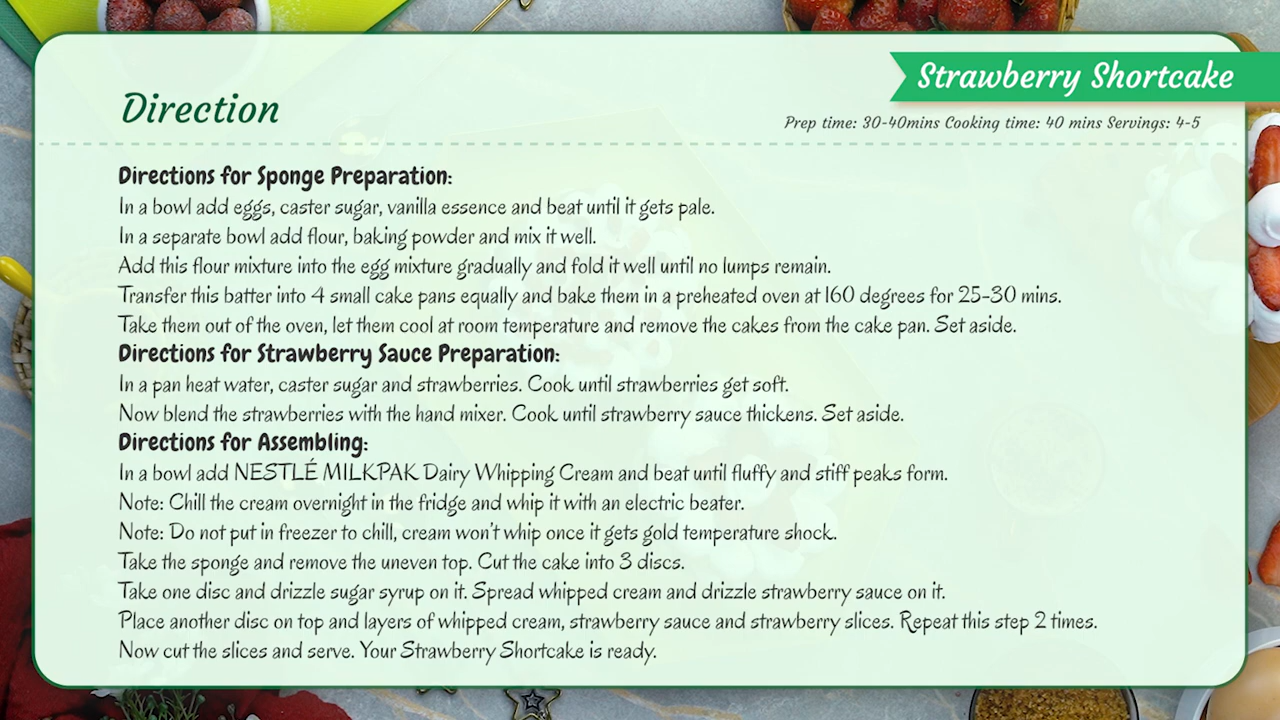 Strawberry Shortcake
Direction
Prep time: 30-40mins Cooking time: 40 mins Servings: 4-5
Directions for Sponge Preparation:
In a bowl add eggs, caster sugar, vanilla essence and beat until it gets pale.
In a separate bowl add flour, baking powder and mix it well.
Add this flour mixture into the egg mixture gradually and fold it well until no lumps remain.
Transfer this batter into 4 small cake pans equally and bake them in a preheated oven at 160 degrees for 25-30 mins.
Take them out of the oven, let them cool at room temperature and remove the cakes from the cake pan. Set aside.
Directions for Strawberry Sauce Preparation:
In a pan heat water, caster sugar and strawberries. Cook until strawberries get soft.
Now blend the strawberries with the hand mixer. Cook until strawberry sauce thickens. Set aside.
Directions for Assembling:
In a bowl add NESTLÉ MILKPAK Dairy Whipping Cream and beat until fluffy and stiff peaks form.
Note: Chill the cream overnight in the fridge and whip it with an electric beater.
Note: Do not put in freezer to chill, cream won't whip once it gets gold temperature shock.
Take the sponge and remove the uneven top. Cut the cake into 3 discs.
Take one disc and drizzle sugar syrup on it. Spread whipped cream and drizzle strawberry sauce on it.
Place another disc on top and layers of whipped cream, strawberry sauce and strawberry slices. Repeat this step 2 times.
Now cut the slices and serve. Your Strawberry Shortcake is ready.